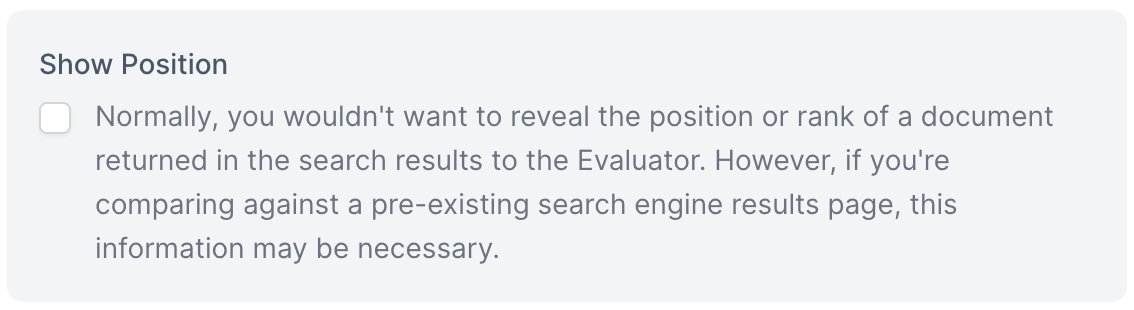 Show Position
Normally, you wouldn't want to reveal the position or rank of a document
returned in the search results to the Evaluator. However, if you're
comparing against a pre-existing search engine results page, this
information may be necessary.